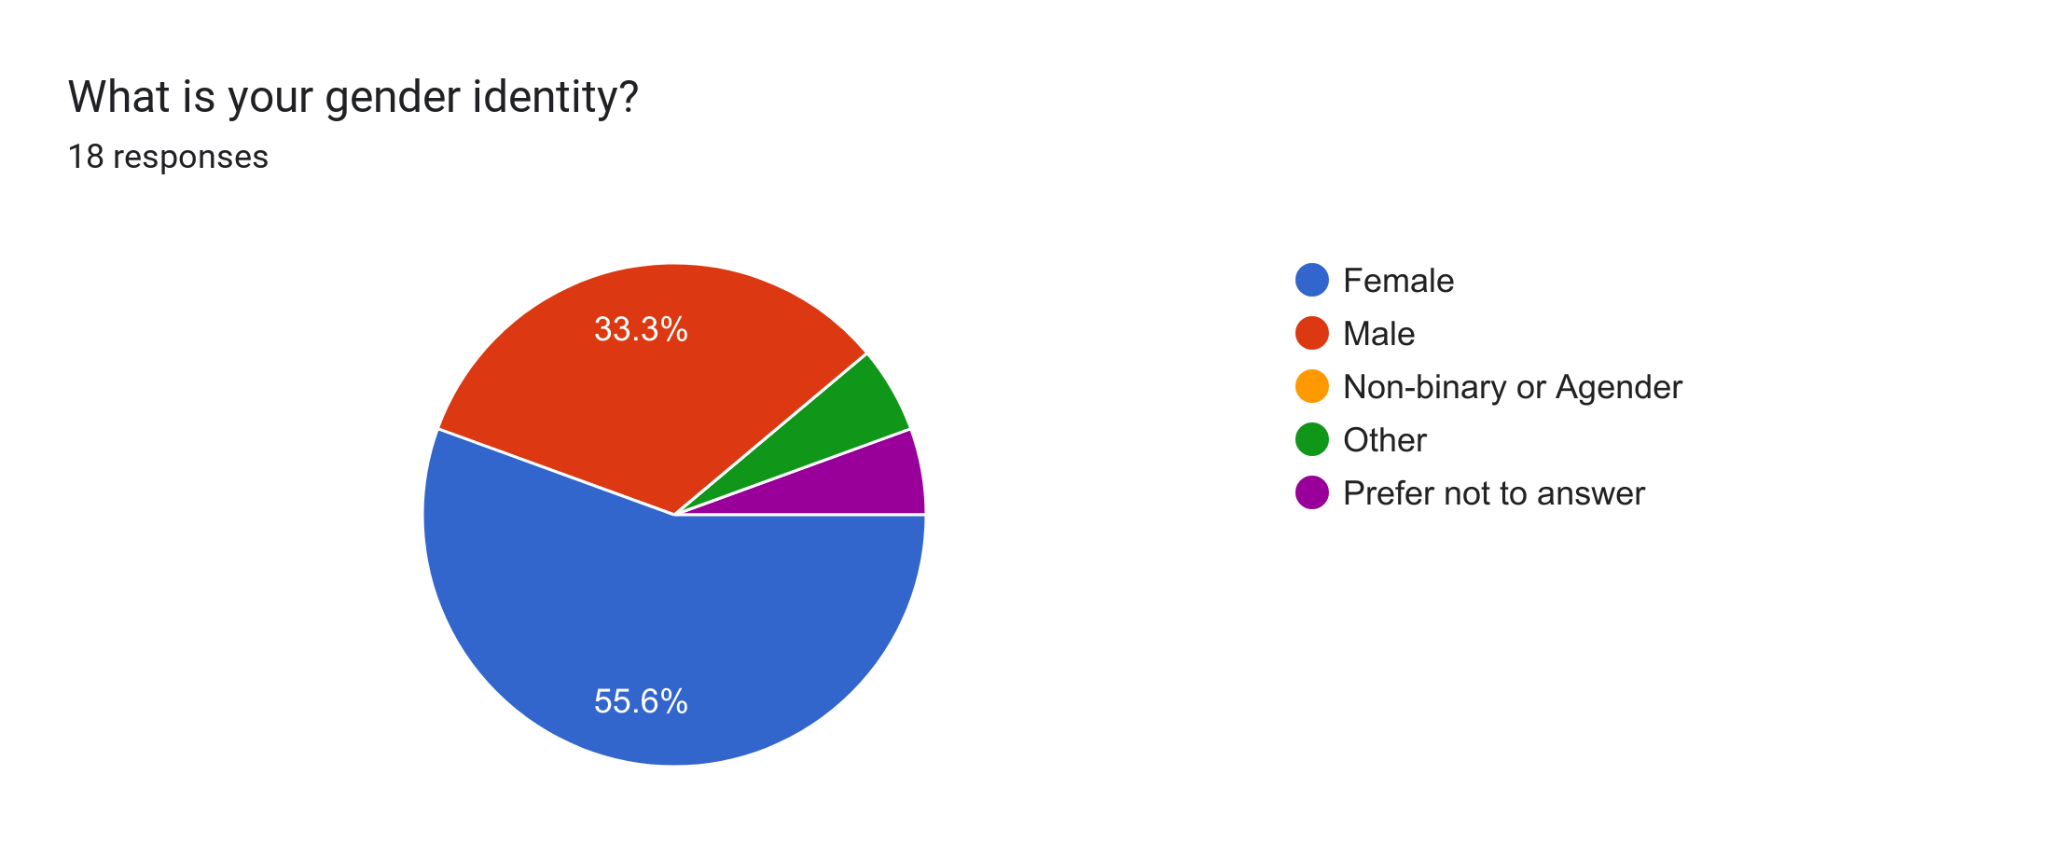 What is your gender identity?
18 responses
33.3%
55.6%
Female
Male
Non-binary or Agender
Other
Prefer not to answer